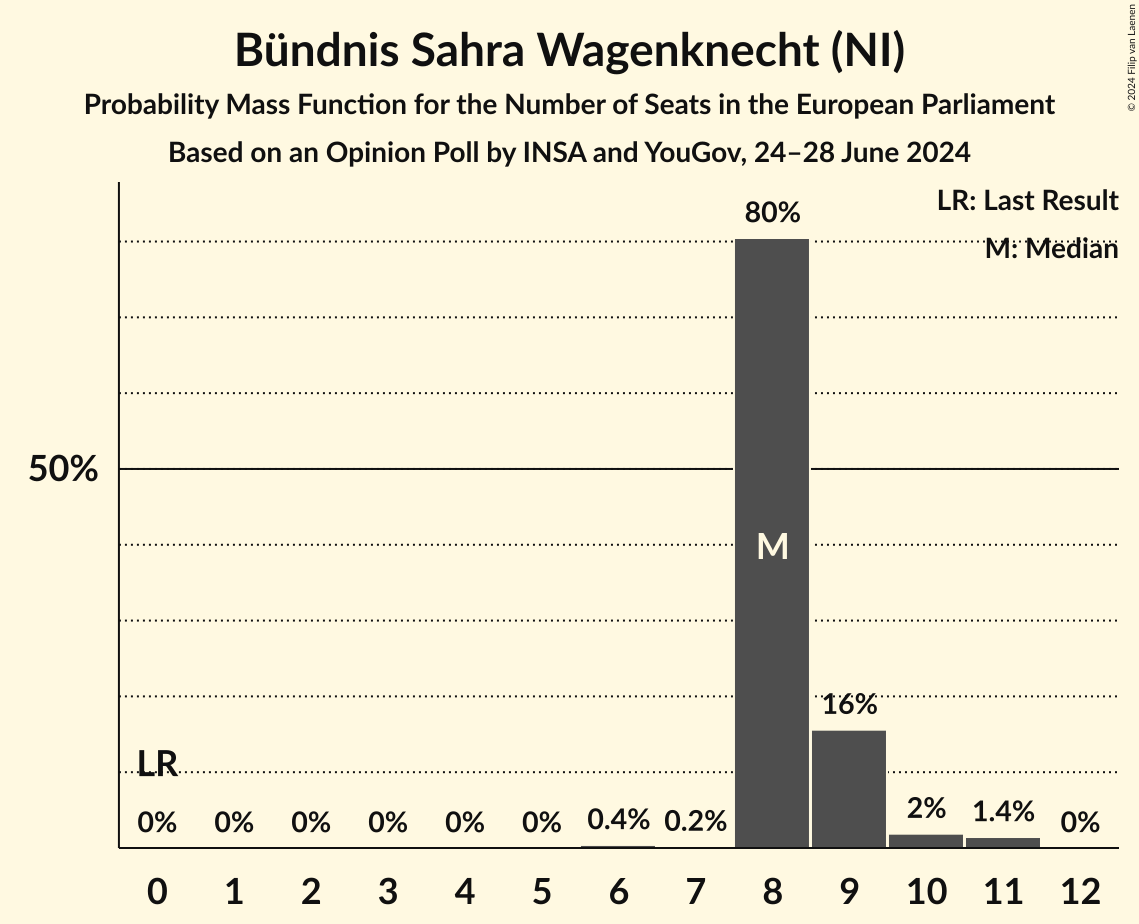 Bündnis Sahra Wagenknecht (NI)
Probability Mass Function for the Number of Seats in the European Parliament
Based on an Opinion Poll by INSA and YouGov, 24–28 June 2024
© 2024 Filip van Laenen
LR: Last Result
M: Median
80%
50%
M
16%
LR
0% 0% 0% 0% 0% 0% 0.4% 0.2% 2% 1.4% 0%
0 1 2 3 4 5 6 7 8 9 10 11 12